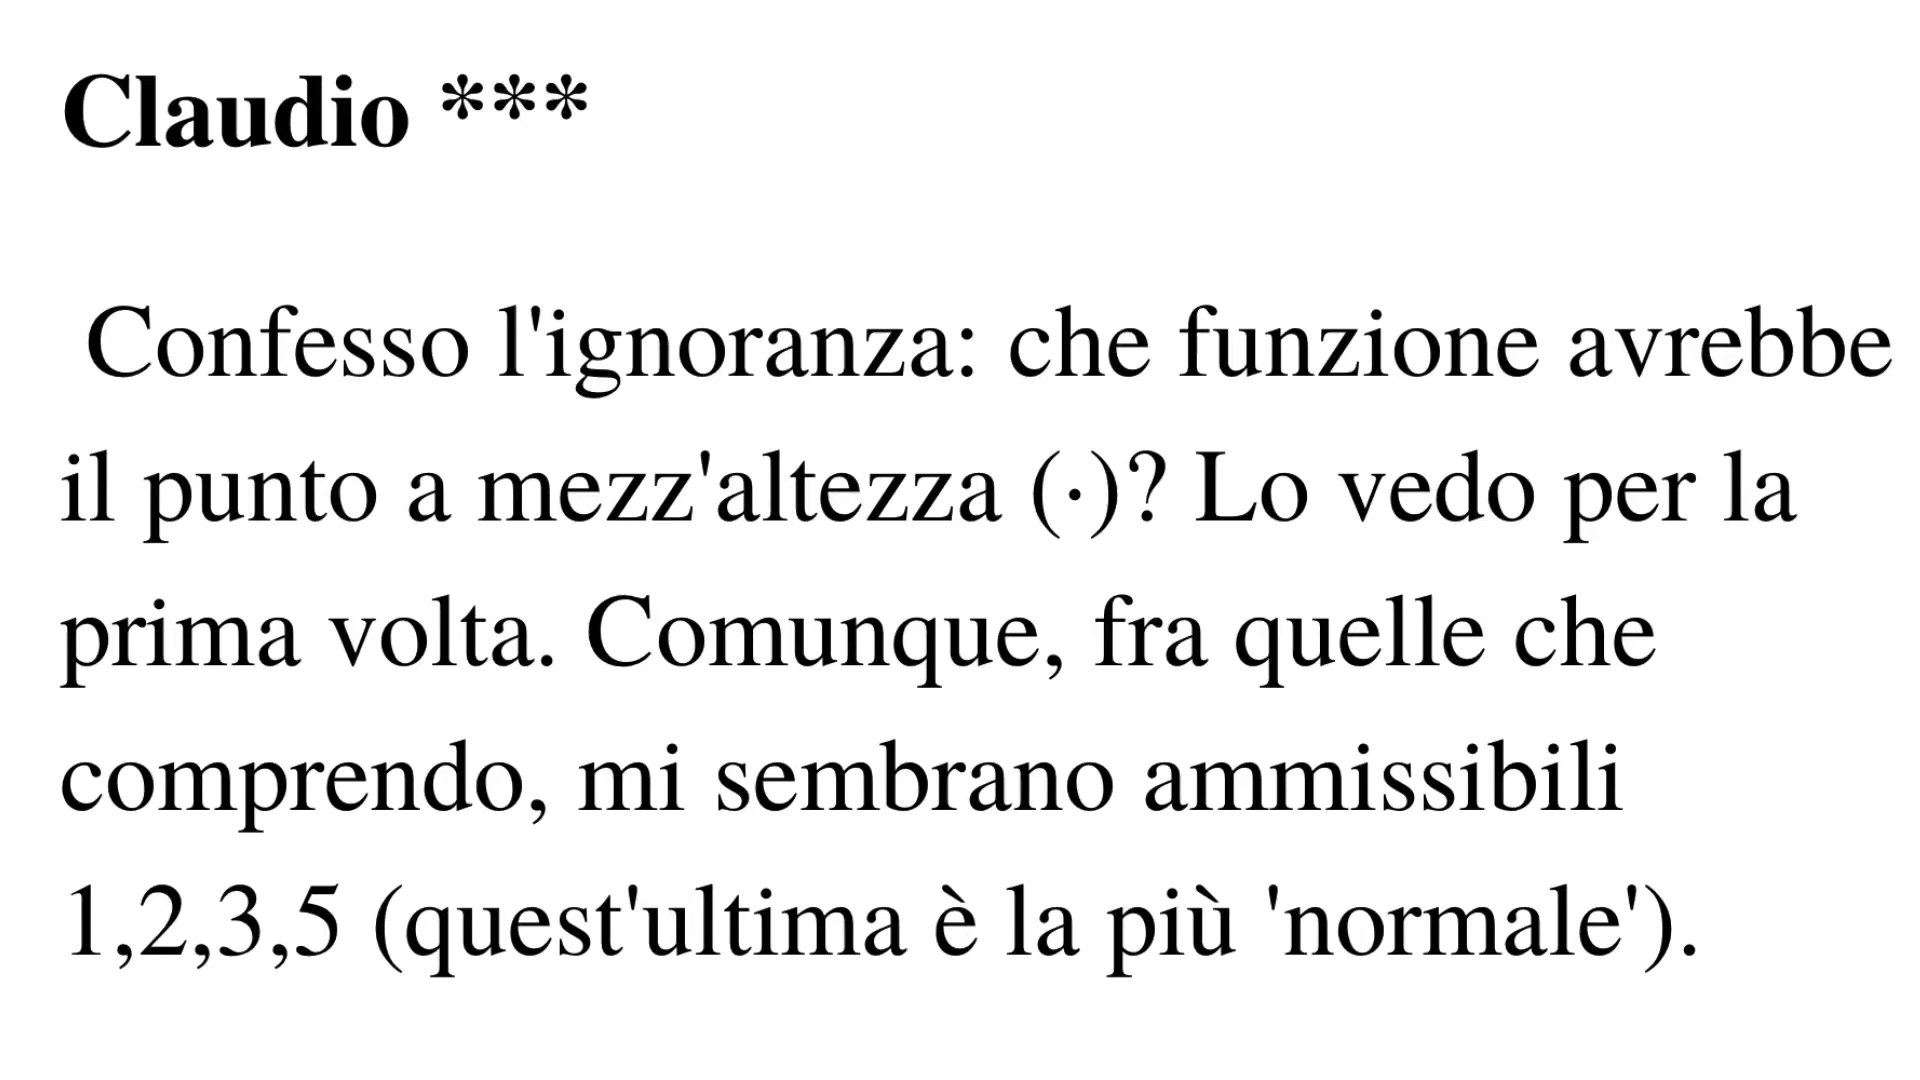 Claudio ***
Confesso l'ignoranza: che funzione avrebbe
il punto a mezz'altezza (·)? Lo vedo per la
prima volta. Comunque, fra quelle che
comprendo, mi sembrano ammissibili
1,2,3,5 (quest'ultima è la più 'normale').